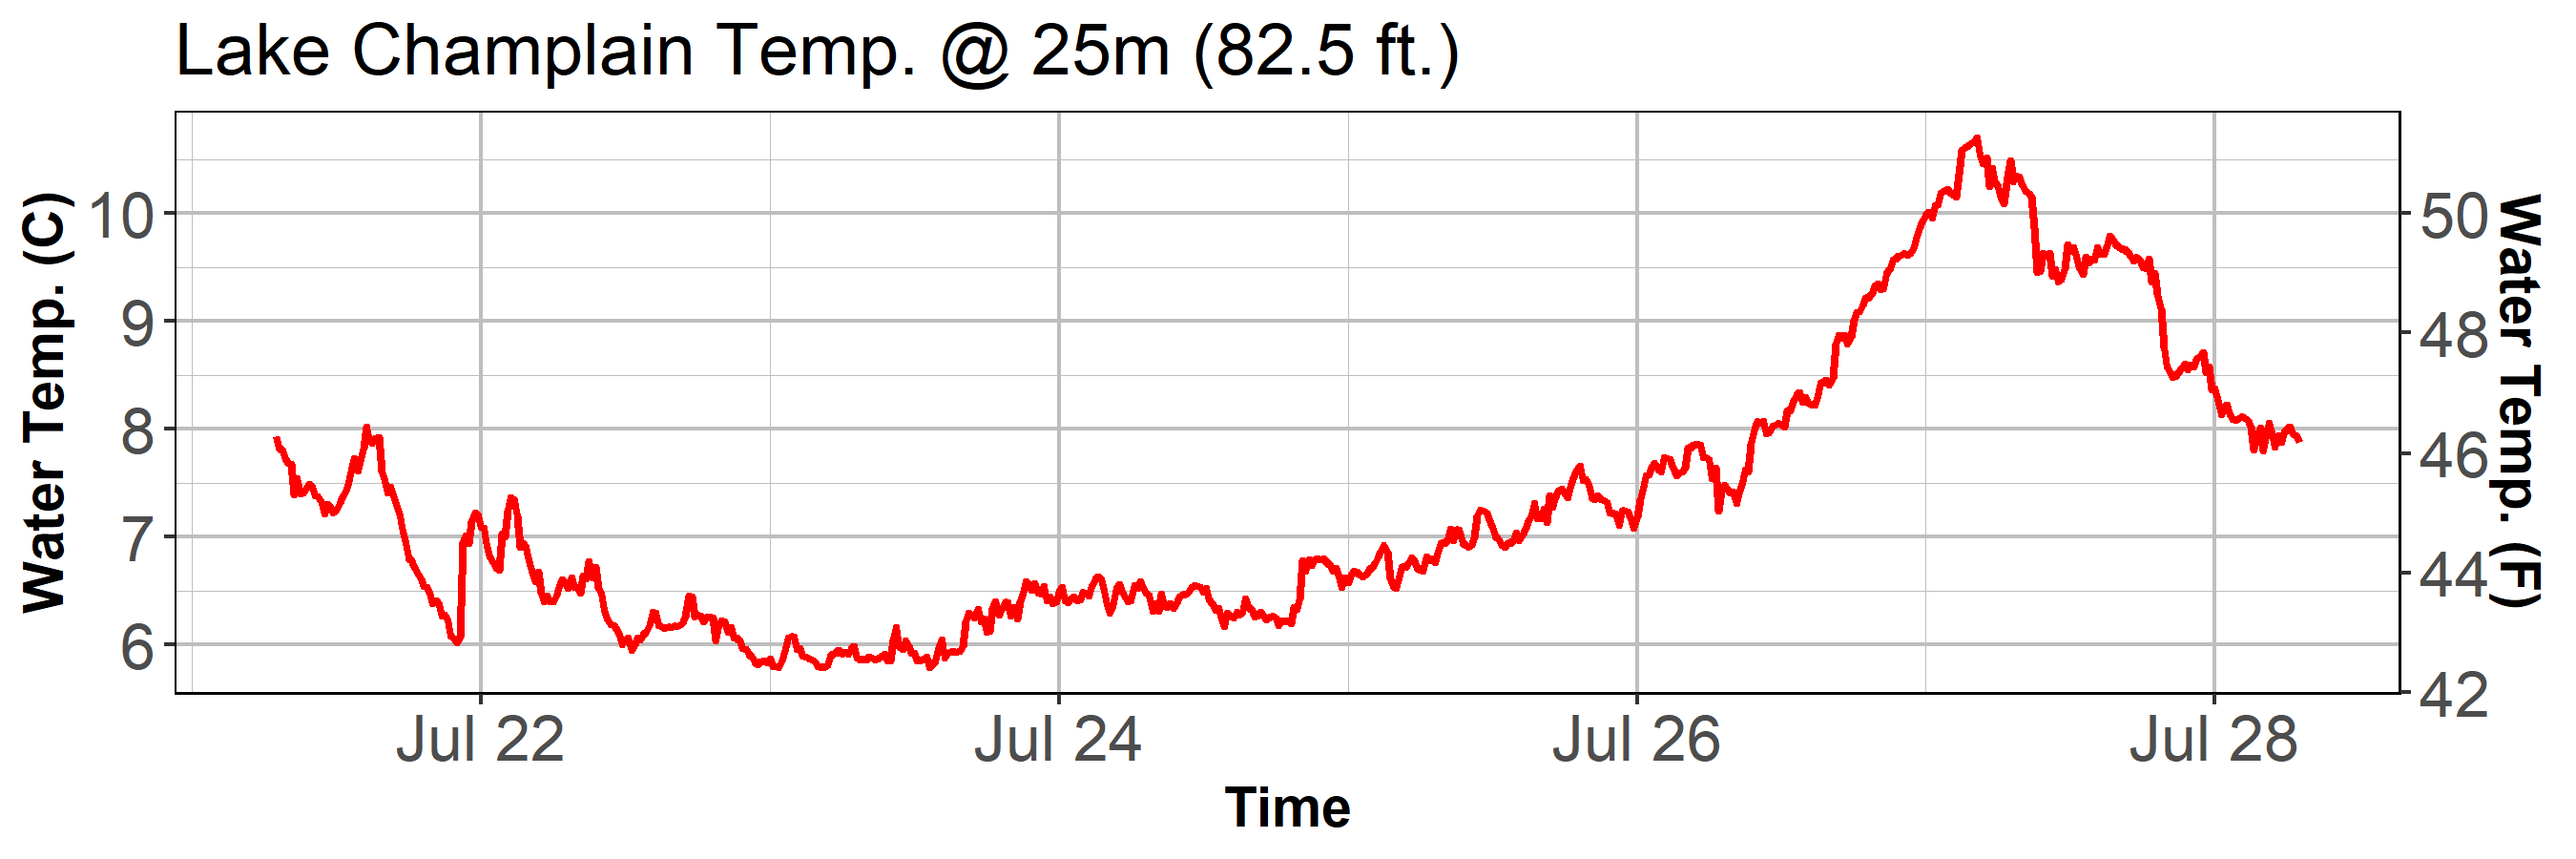 Lake Champlain Temp. @ 25m (82.5 ft.)
Water Temp. (C)
10
9
8
7
6
50
48
46
44
42
Water Temp. (F)
Jul 22
Jul 24
Jul 26
Jul 28
Time